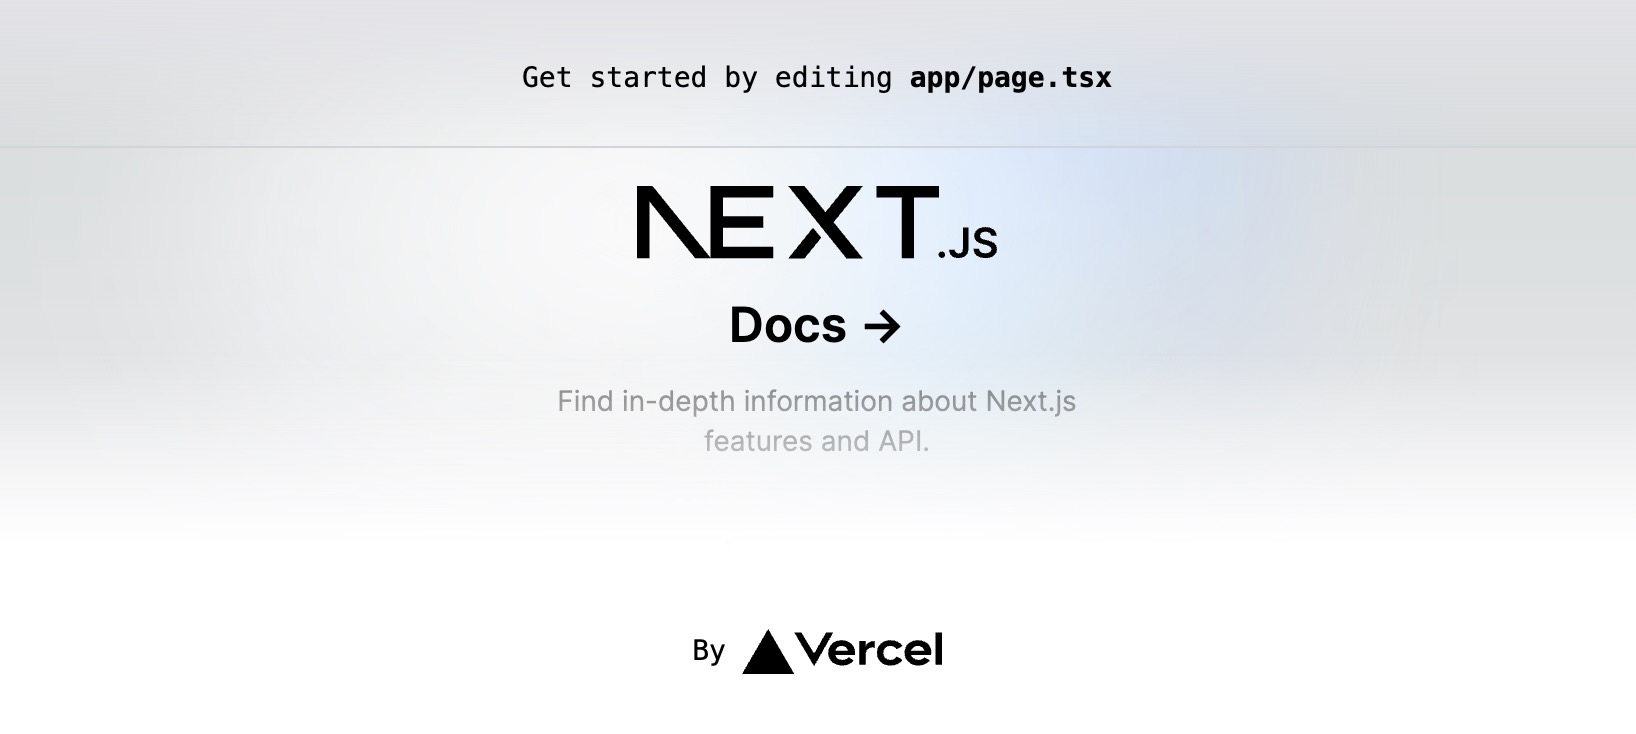 Get started by editing app/page.tsx
NEXT.JS
Docs →
Find in-depth information about Next.js
features and API.
By Vercel